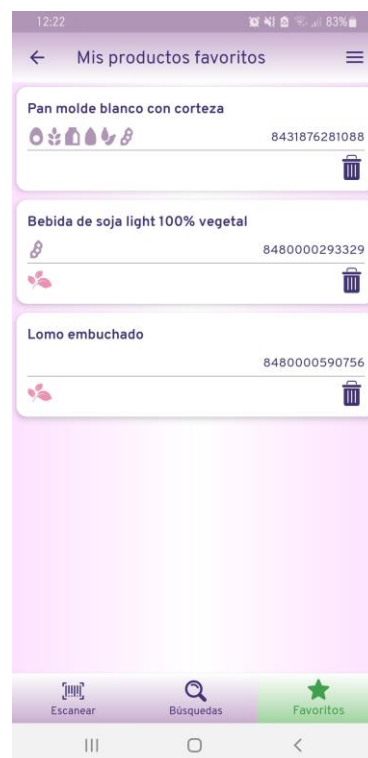 12:22
83%
Mis productos favoritos
Pan molde blanco con corteza
8431876281088
Bebida de soja light 100% vegetal
8480000293329
Lomo embuchado
8480000590756
Escanear
Búsquedas
Favoritos